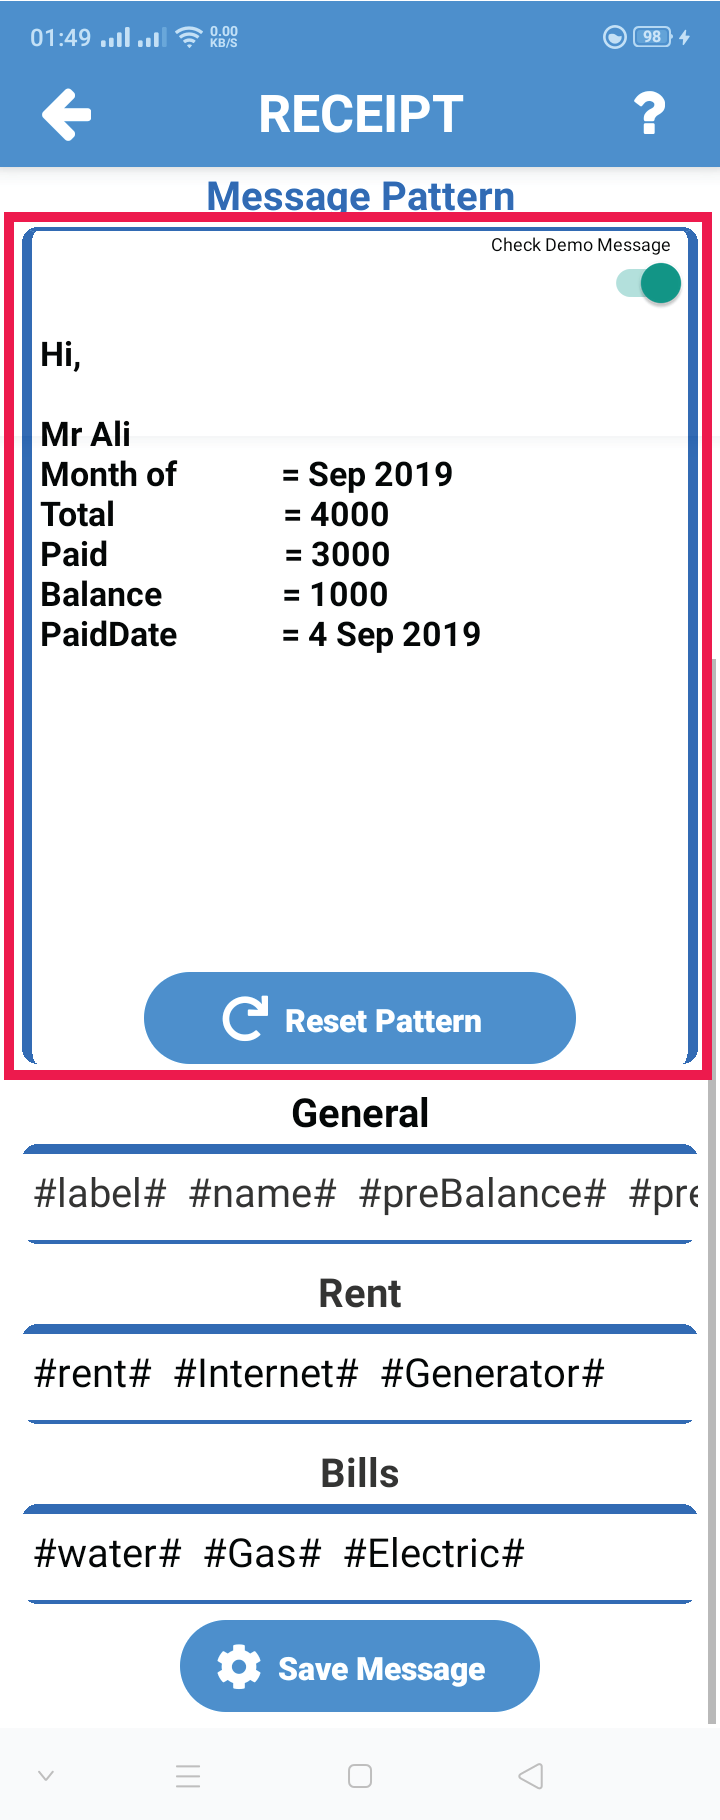 01:49 0.00 KB/S 98
RECEIPT ?
Message Pattern
Check Demo Message
Hi,
Mr Ali
Month of = Sep 2019
Total = 4000
Paid = 3000
Balance = 1000
PaidDate = 4 Sep 2019
Reset Pattern
General
#label# #name# #preBalance# #pre
Rent
#rent# #Internet# #Generator#
Bills
#water# #Gas# #Electric#
Save Message